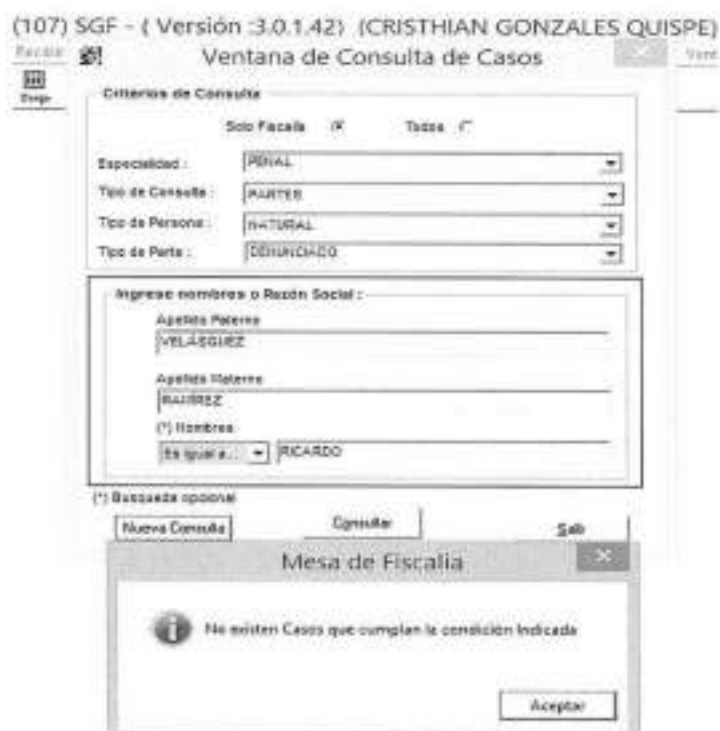 (107) SGF - ( Versión :3.0.1.42) (CRISTHIAN GONZALES QUISPE)
Ventana de Consulta de Casos
Criterios de Consulta
Solo Fiscalía Todos
Especialidad : PENAL
Tipo de Consulta : PARTES
Tipo de Persona : NATURAL
Tipo de Parte : DENUNCIADO
Ingrese nombres o Razón Social :
Apellido Paterno
VELÁSQUEZ
Apellido Materno
RAMÍREZ
(*) Nombres
Es igual a..: RICARDO
(*) Busqueda opcional
Nueva Consulta Consultar
Mesa de Fiscalia
No existen Casos que cumplan la condición Indicada
Aceptar